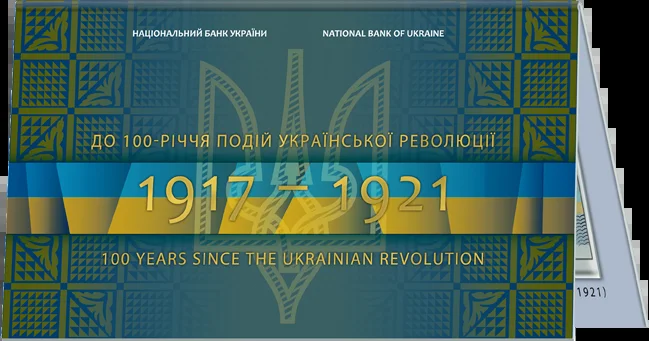 НАЦІОНАЛЬНИЙ БАНК УКРАЇНИ
NATIONAL BANK OF UKRAINE
ДО 100-РІЧЧЯ ПОДІЙ УКРАЇНСЬКОЇ РЕВОЛЮЦІЇ
1917 – 1921
100 YEARS SINCE THE UKRAINIAN REVOLUTION
1921)